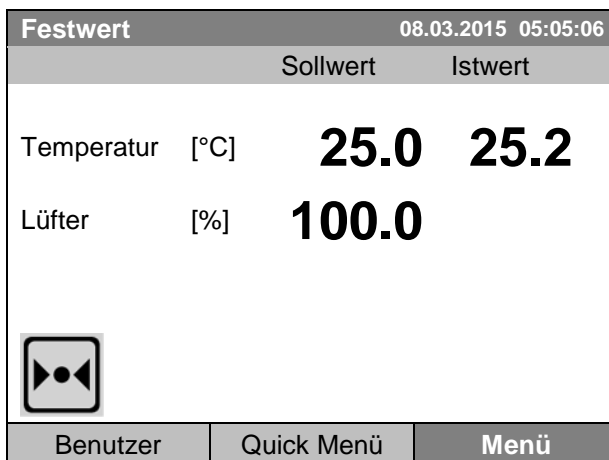 Festwert 08.03.2015 05:05:06
Sollwert Istwert
Temperatur [°C] 25.0 25.2
Lüfter [%] 100.0
Benutzer Quick Menü Menü